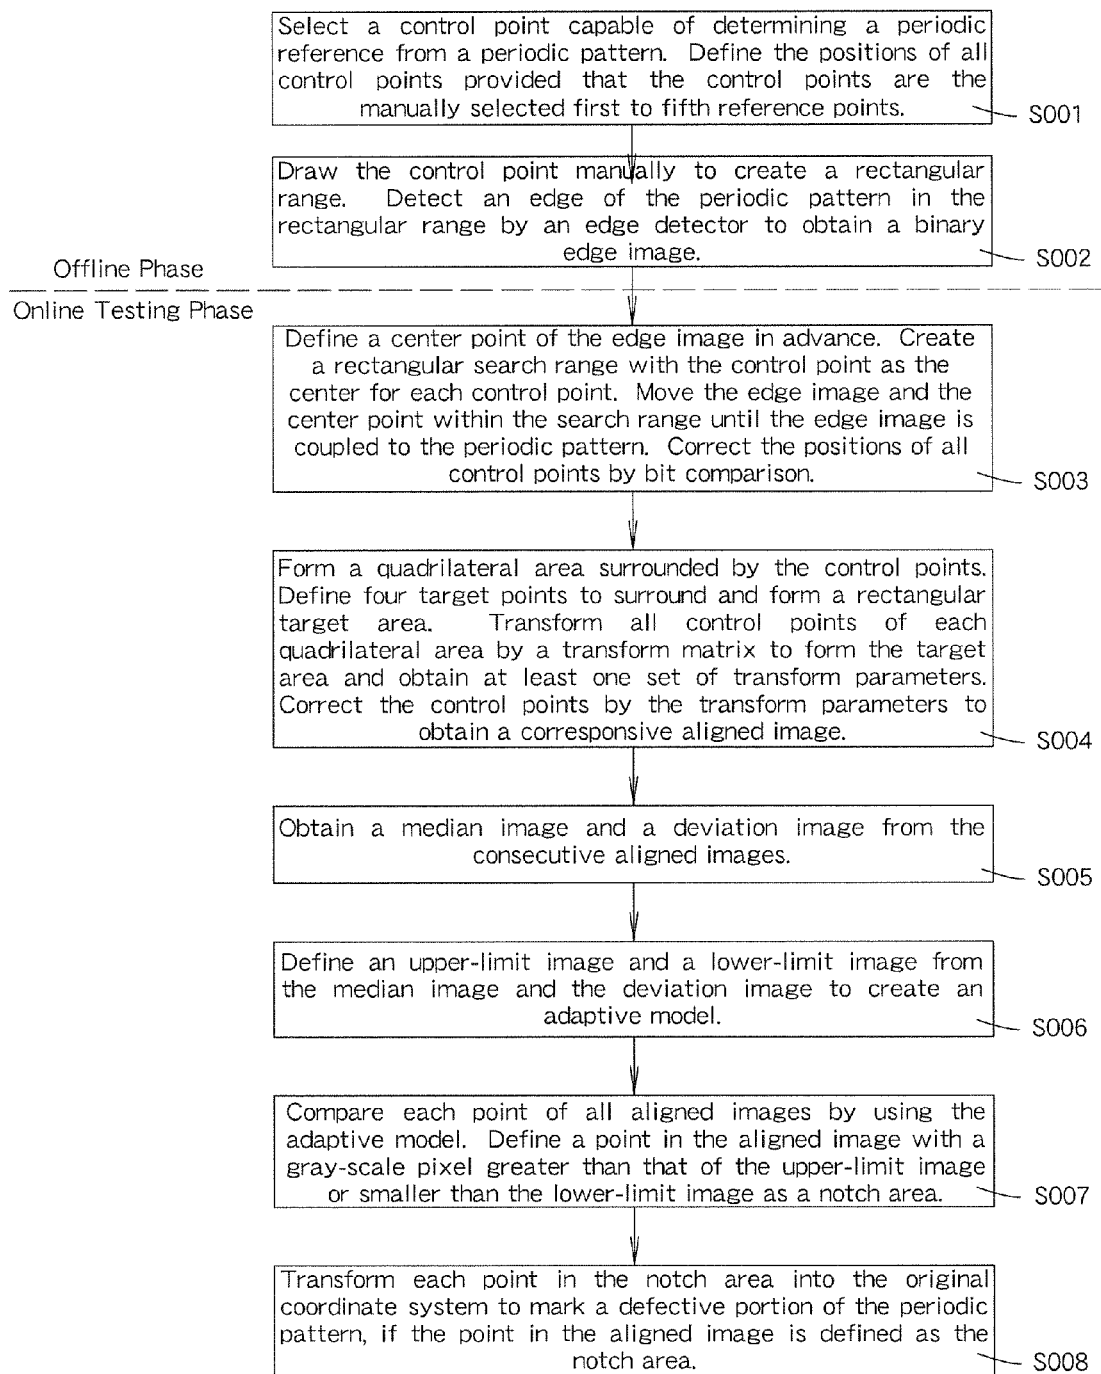 Select a control point capable of determining a periodic
reference from a periodic pattern. Define the positions of all
control points provided that the control points are the
manually selected first to fifth reference points.
S001
Draw the control point manually to create a rectangular
range. Detect an edge of the periodic pattern in the
rectangular range by an edge detector to obtain a binary
edge image.
S002
Offline Phase
Online Testing Phase
Define a center point of the edge image in advance. Create
a rectangular search range with the control point as the
center for each control point. Move the edge image and the
center point within the search range until the edge image is
coupled to the periodic pattern. Correct the positions of all
control points by bit comparison.
S003
Form a quadrilateral area surrounded by the control points.
Define four target points to surround and form a rectangular
target area. Transform all control points of each
quadrilateral area by a transform matrix to form the target
area and obtain at least one set of transform parameters.
Correct the control points by the transform parameters to
obtain a corresponsive aligned image.
S004
Obtain a median image and a deviation image from the
consecutive aligned images.
S005
Define an upper-limit image and a lower-limit image from
the median image and the deviation image to create an
adaptive model.
S006
Compare each point of all aligned images by using the
adaptive model. Define a point in the aligned image with a
gray-scale pixel greater than that of the upper-limit image
or smaller than the lower-limit image as a notch area.
S007
Transform each point in the notch area into the original
coordinate system to mark a defective portion of the periodic
pattern, if the point in the aligned image is defined as the
notch area.
S008